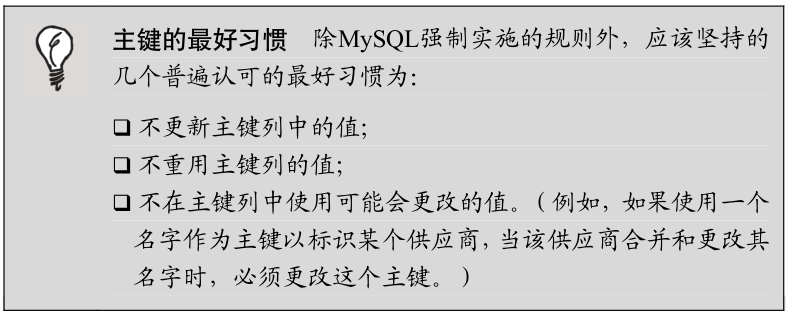 主键的最好习惯 除MySQL强制实施的规则外，应该坚持的
几个普遍认可的最好习惯为：
❑ 不更新主键列中的值；
❑ 不重用主键列的值；
❑ 不在主键列中使用可能会更改的值。（例如，如果使用一个
名字作为主键以标识某个供应商，当该供应商合并和更改其
名字时，必须更改这个主键。）